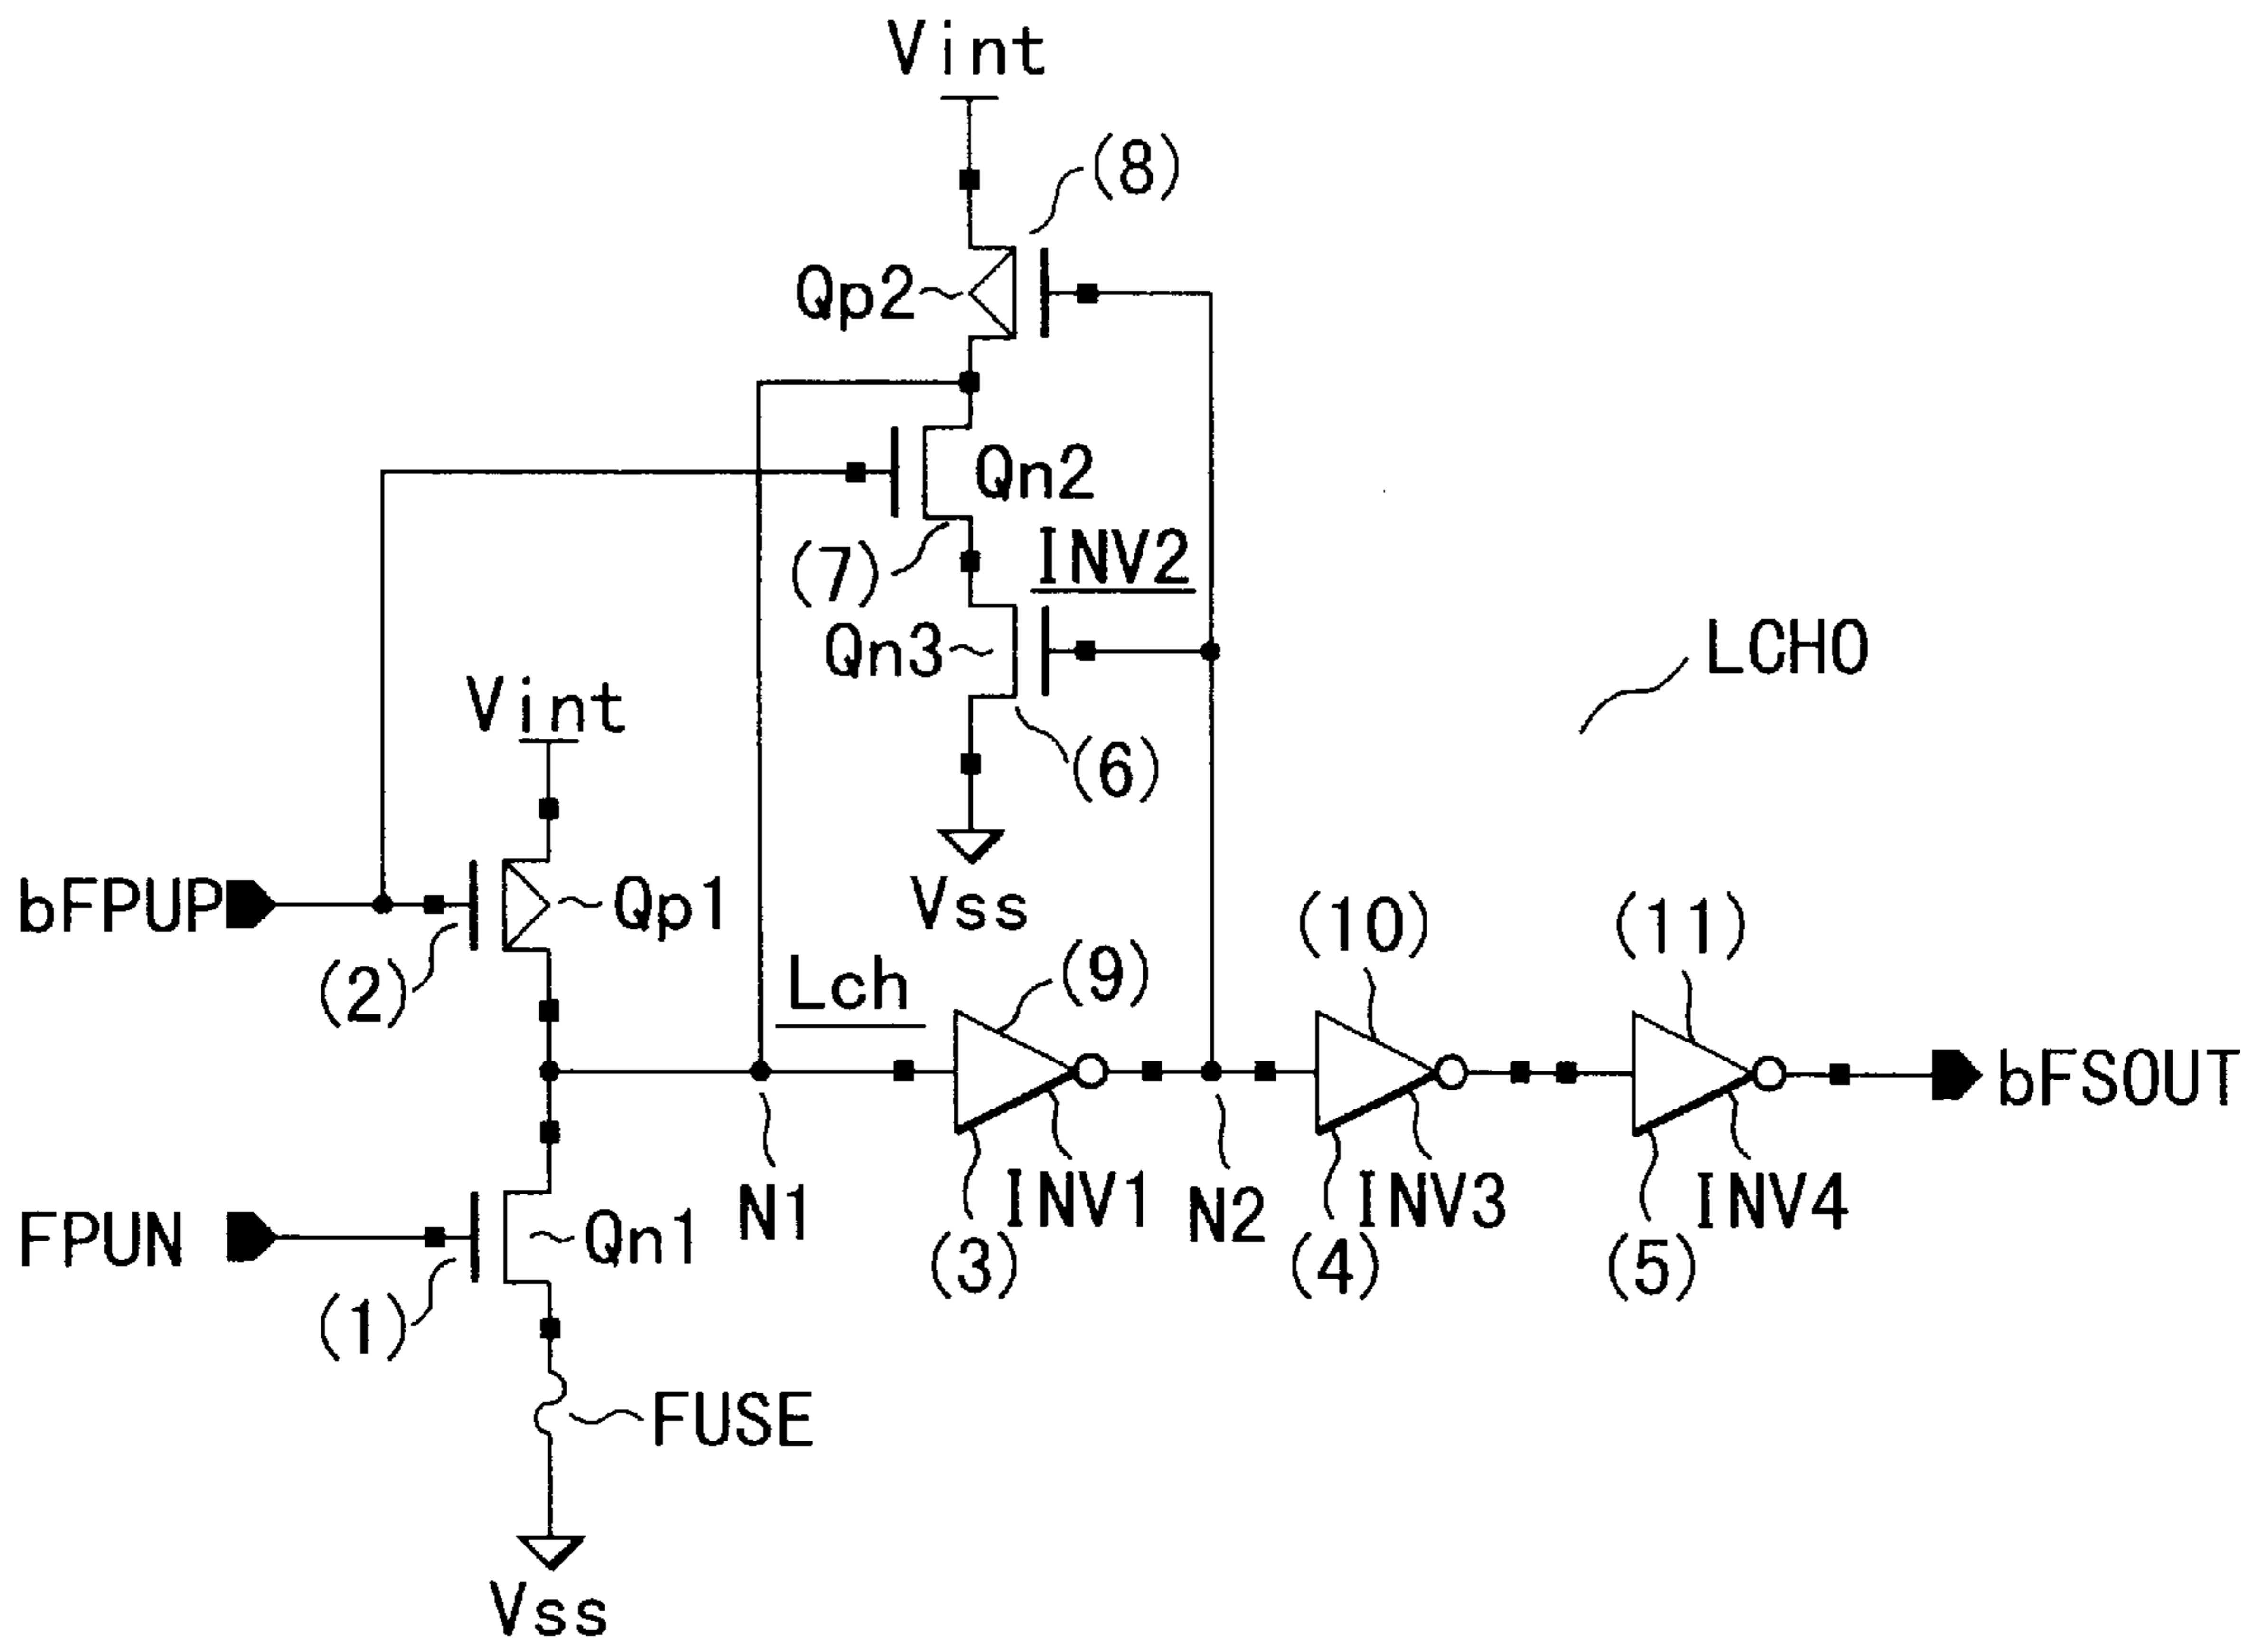 Vint
(8)
Qp2
Qn2
(7)
INV2
Qn3
LCHO
Vint
(6)
bFPUP
Qp1
Vss
(10)
(11)
(2)
Lch
(9)
bFSOUT
FPUN
Qn1
N1
INV1
N2
INV3
INV4
(1)
(3)
(4)
(5)
FUSE
Vss